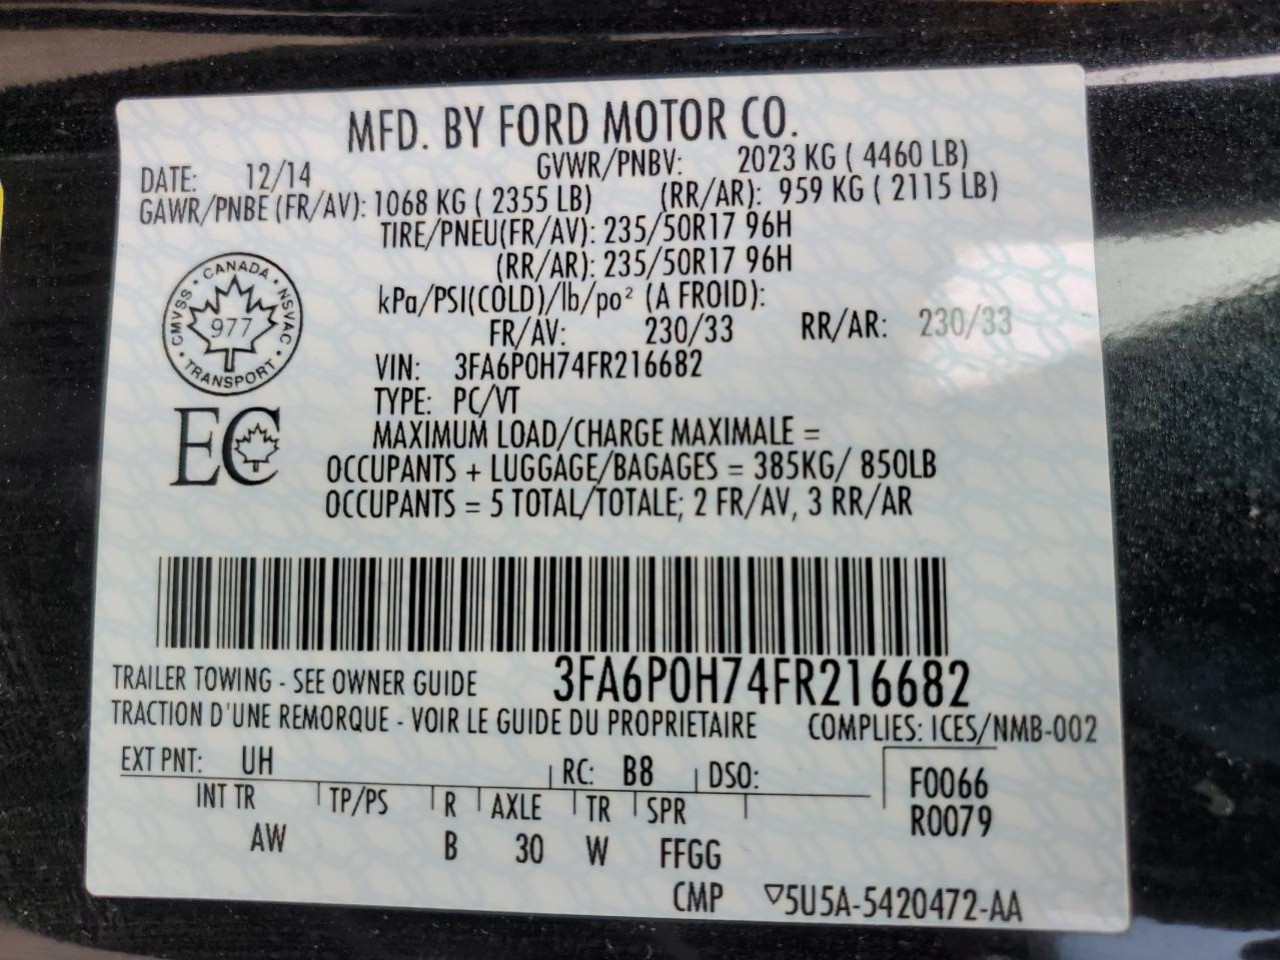 MFD. BY FORD MOTOR CO.
DATE: 12/14 GVWR/PNBV: 2023 KG ( 4460 LB)
GAWR/PNBE (FR/AV): 1068 KG ( 2355 LB) (RR/AR): 959 KG ( 2115 LB)
TIRE/PNEU(FR/AV): 235/50R17 96H
(RR/AR): 235/50R17 96H
kPa/PSI(COLD)/lb/po² (A FROID):
FR/AV: 230/33 RR/AR: 230/33
CANADA
CMVSS 977 NSVAC
TRANSPORT
VIN: 3FA6P0H74FR216682
TYPE: PC/VT
EC
MAXIMUM LOAD/CHARGE MAXIMALE =
OCCUPANTS + LUGGAGE/BAGAGES = 385KG/ 850LB
OCCUPANTS = 5 TOTAL/TOTALE; 2 FR/AV, 3 RR/AR
TRAILER TOWING - SEE OWNER GUIDE 3FA6P0H74FR216682
TRACTION D'UNE REMORQUE - VOIR LE GUIDE DU PROPRIETAIRE COMPLIES: ICES/NMB-002
EXT PNT: UH RC: B8 DSO: F0066
INT TR TP/PS R AXLE TR SPR R0079
AW B 30 W FFGG
CMP ▽5U5A-5420472-AA